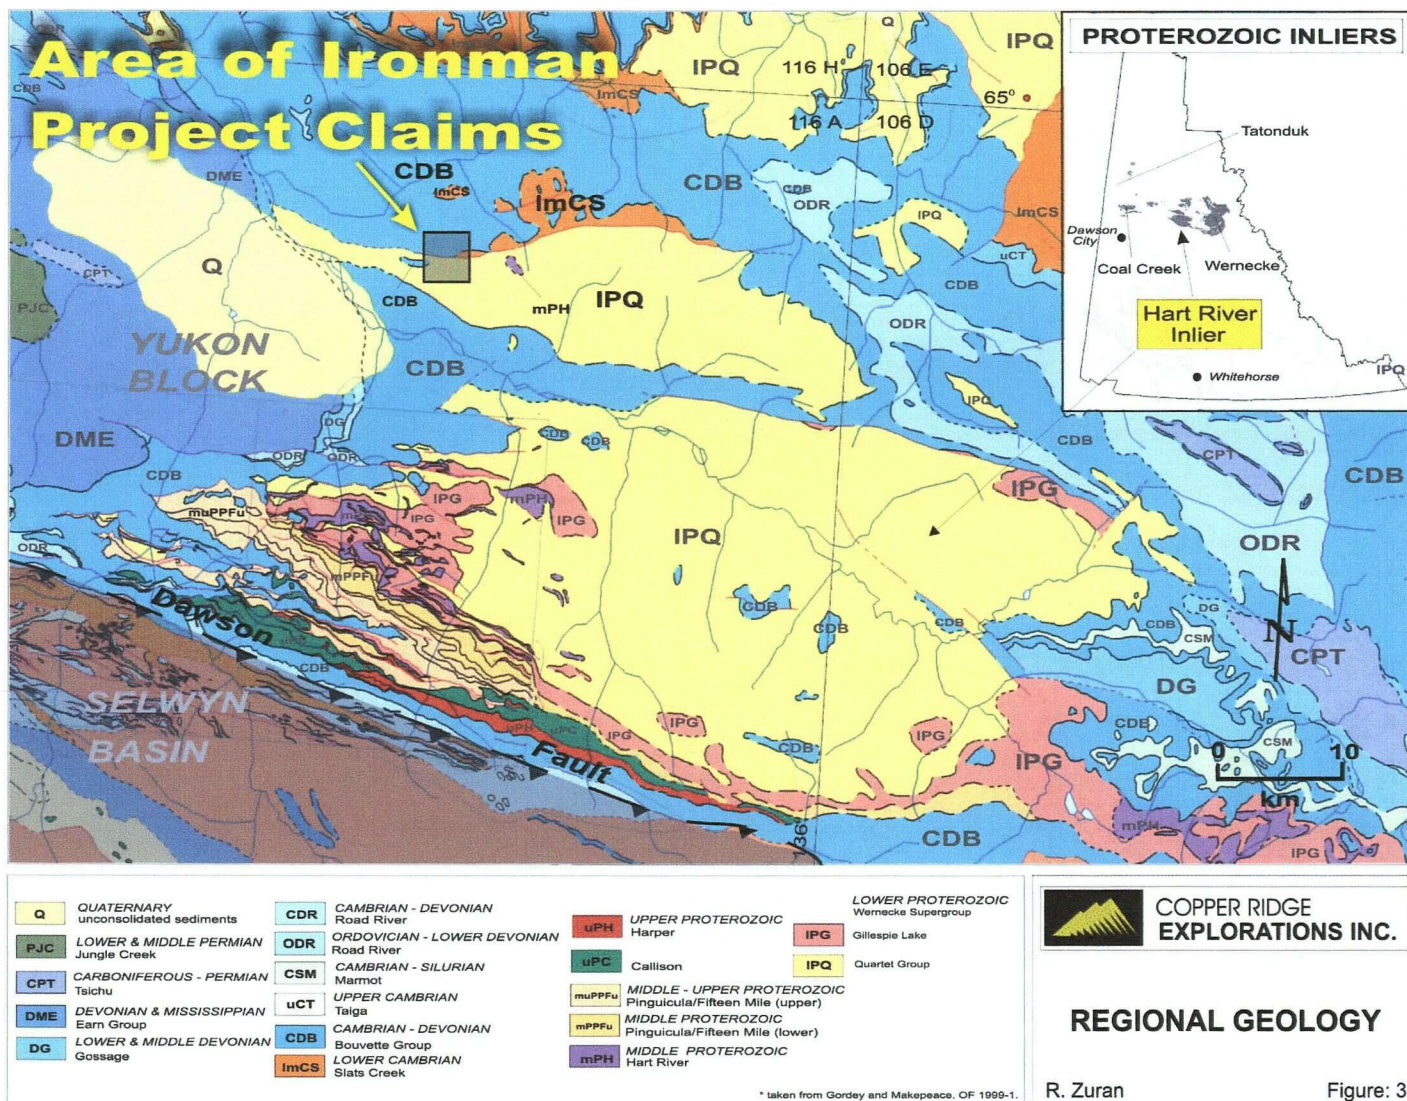 Area of Ironman
Project Claims
Q
IPQ
116 H
106 E
IPQ
CDB
lmCS
65°
116 A
106 D
DME
CDB
lmCS
lmCS
CDB
CDB
ODR
IPQ
lmCS
uCT
CPT
Q
PJC
CDB
mPH
IPQ
ODR
YUKON
BLOCK
CDB
IPQ
DG
DME
CDB
CDB
CDB
CDB
ODR
ODR
CDB
CPT
CDB
IPG
mPH
IPG
IPG
IPG
muPPFu
IPQ
ODR
ODR
mPPFu
Dawson
CDB
CDB
CDB
DG
CDB
CSM
N
CPT
CDB
DG
SELWYN
BASIN
uPH
uPC
IPG
IPG
IPG
CDB
CDB
CSM
Fault
IPG
0
10
km
136°
CDB
mPH
IPG
PROTEROZOIC INLIERS
Tatonduk
Dawson
City
Coal Creek
Wernecke
Hart River
Inlier
IPQ
Whitehorse
Q
QUATERNARY
unconsolidated sediments
PJC
LOWER & MIDDLE PERMIAN
Jungle Creek
CPT
CARBONIFEROUS - PERMIAN
Tsichu
DME
DEVONIAN & MISSISSIPPIAN
Earn Group
DG
LOWER & MIDDLE DEVONIAN
Gossage
CDR
CAMBRIAN - DEVONIAN
Road River
ODR
ORDOVICIAN - LOWER DEVONIAN
Road River
CSM
CAMBRIAN - SILURIAN
Marmot
uCT
UPPER CAMBRIAN
Taiga
CDB
CAMBRIAN - DEVONIAN
Bouvette Group
lmCS
LOWER CAMBRIAN
Slats Creek
uPH
UPPER PROTEROZOIC
Harper
uPC
Callison
muPPFu
MIDDLE - UPPER PROTEROZOIC
Pinguicula/Fifteen Mile (upper)
mPPFu
MIDDLE PROTEROZOIC
Pinguicula/Fifteen Mile (lower)
mPH
MIDDLE PROTEROZOIC
Hart River
LOWER PROTEROZOIC
Wernecke Supergroup
IPG
Gillespie Lake
IPQ
Quartet Group
* taken from Gordey and Makepeace, OF 1999-1.
COPPER RIDGE
EXPLORATIONS INC.
REGIONAL GEOLOGY
R. Zuran
Figure: 3